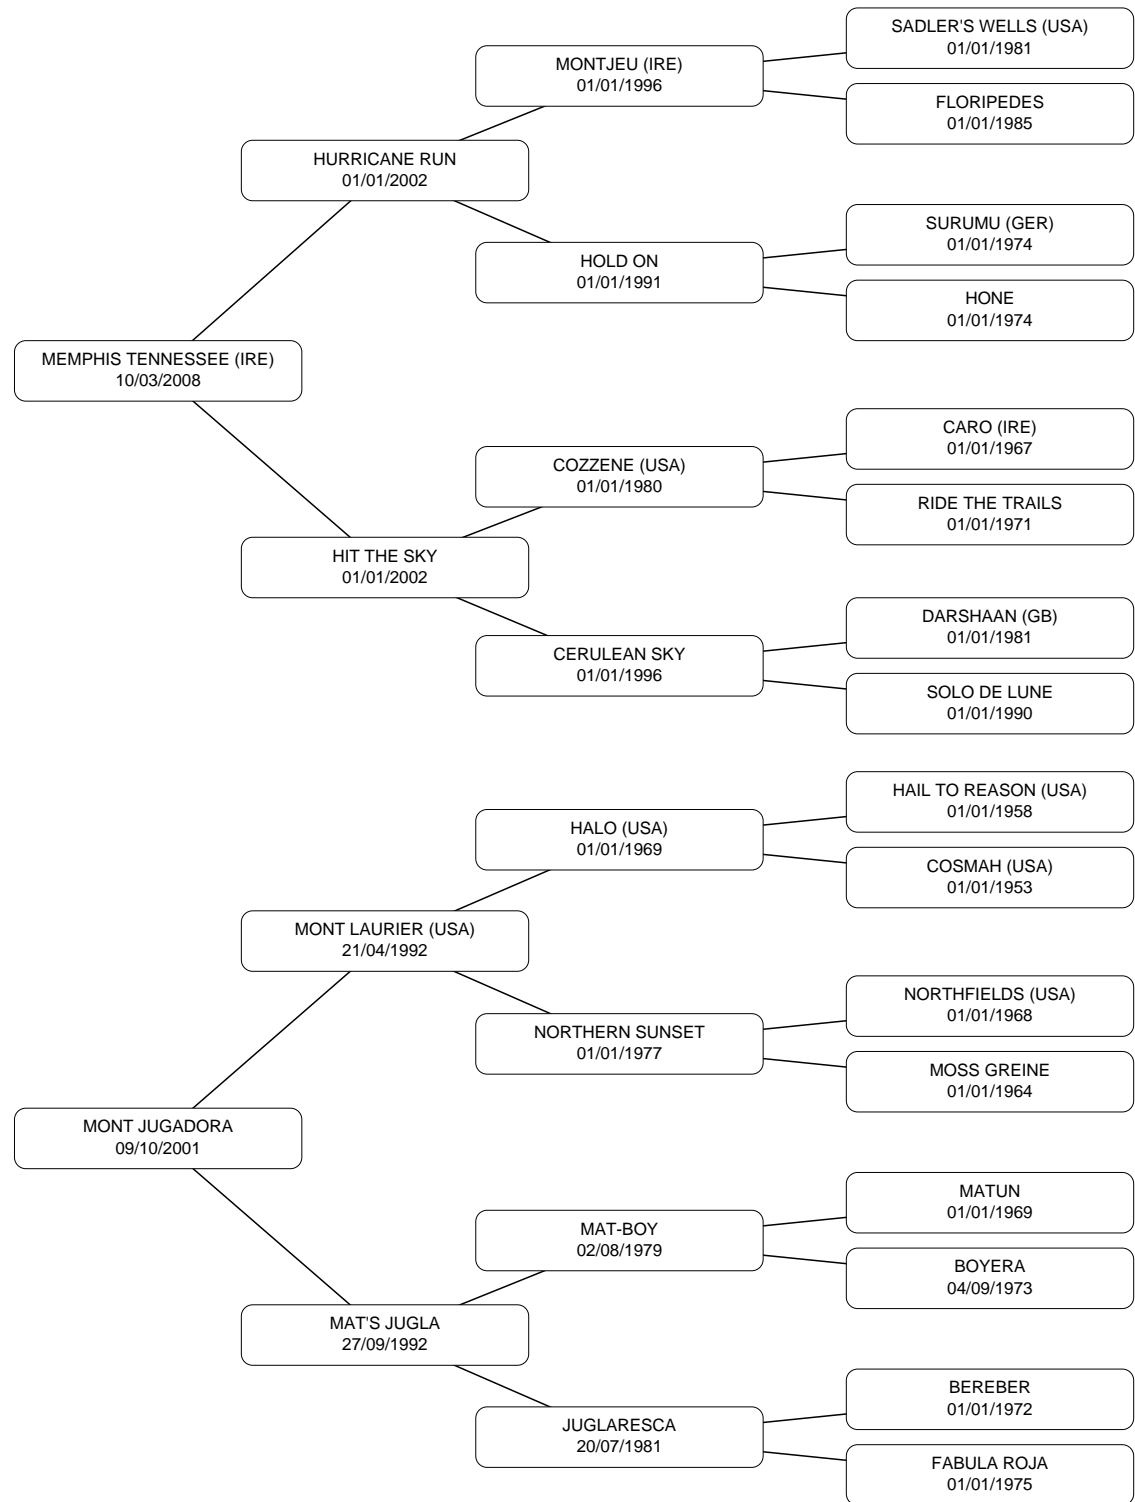 SADLER'S WELLS (USA)
01/01/1981
MONTJEU (IRE)
01/01/1996
FLORIPEDES
01/01/1985
HURRICANE RUN
01/01/2002
SURUMU (GER)
01/01/1974
HOLD ON
01/01/1991
HONE
01/01/1974
MEMPHIS TENNESSEE (IRE)
10/03/2008
CARO (IRE)
01/01/1967
COZZENE (USA)
01/01/1980
RIDE THE TRAILS
01/01/1971
HIT THE SKY
01/01/2002
DARSHAAN (GB)
01/01/1981
CERULEAN SKY
01/01/1996
SOLO DE LUNE
01/01/1990
HAIL TO REASON (USA)
01/01/1958
HALO (USA)
01/01/1969
COSMAH (USA)
01/01/1953
MONT LAURIER (USA)
21/04/1992
NORTHFIELDS (USA)
01/01/1968
NORTHERN SUNSET
01/01/1977
MOSS GREINE
01/01/1964
MONT JUGADORA
09/10/2001
MATUN
01/01/1969
MAT-BOY
02/08/1979
BOYERA
04/09/1973
MAT'S JUGLA
27/09/1992
BEREBER
01/01/1972
JUGLARESCA
20/07/1981
FABULA ROJA
01/01/1975